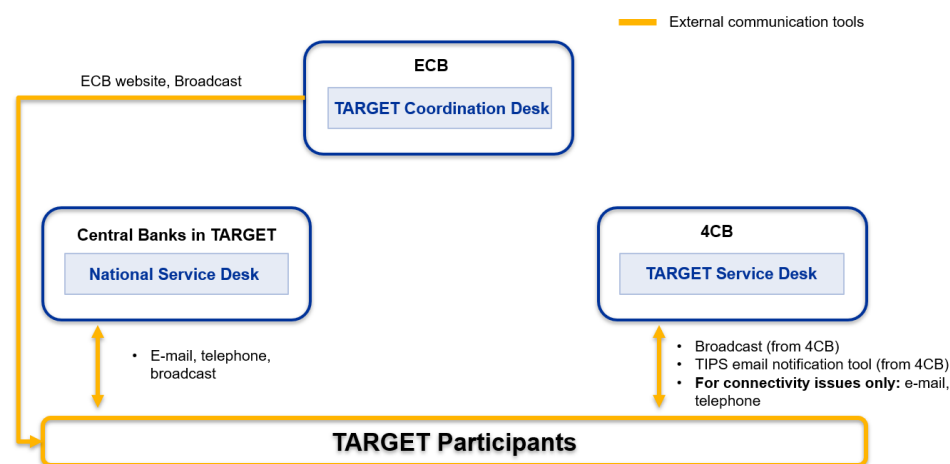 External communication tools
ECB
TARGET Coordination Desk
ECB website, Broadcast
Central Banks in TARGET
National Service Desk
4CB
TARGET Service Desk
• E-mail, telephone,
broadcast
• Broadcast (from 4CB)
• TIPS email notification tool (from 4CB)
• For connectivity issues only: e-mail,
telephone
TARGET Participants